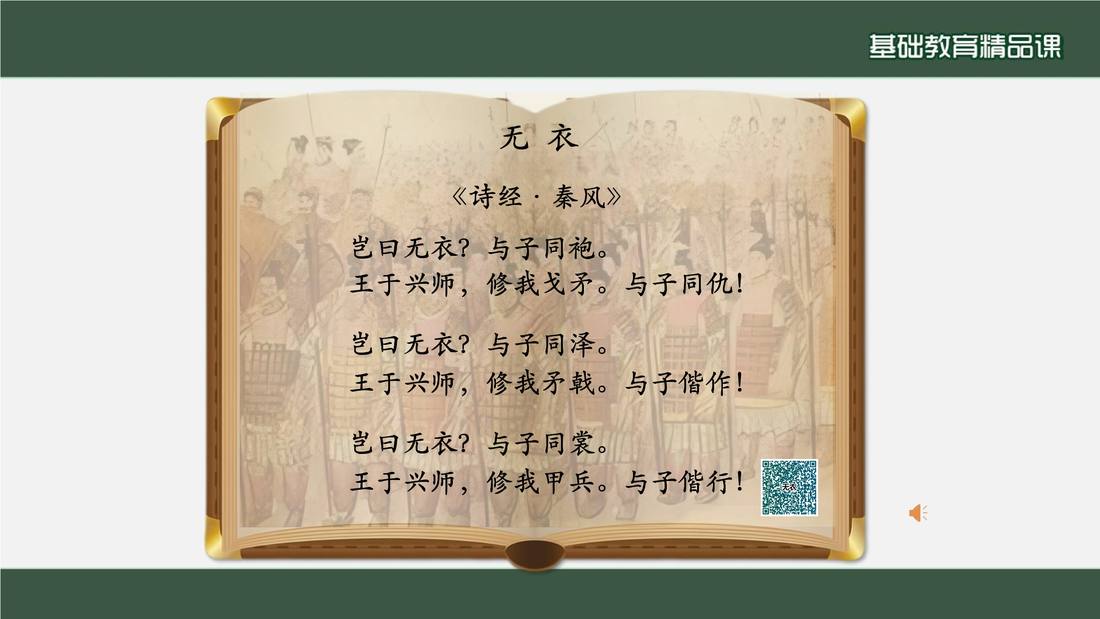 基础教育精品课
无衣
《诗经·秦风》
岂曰无衣？与子同袍。
王于兴师，修我戈矛。与子同仇！
岂曰无衣？与子同泽。
王于兴师，修我矛戟。与子偕作！
岂曰无衣？与子同裳。
王于兴师，修我甲兵。与子偕行！
无衣